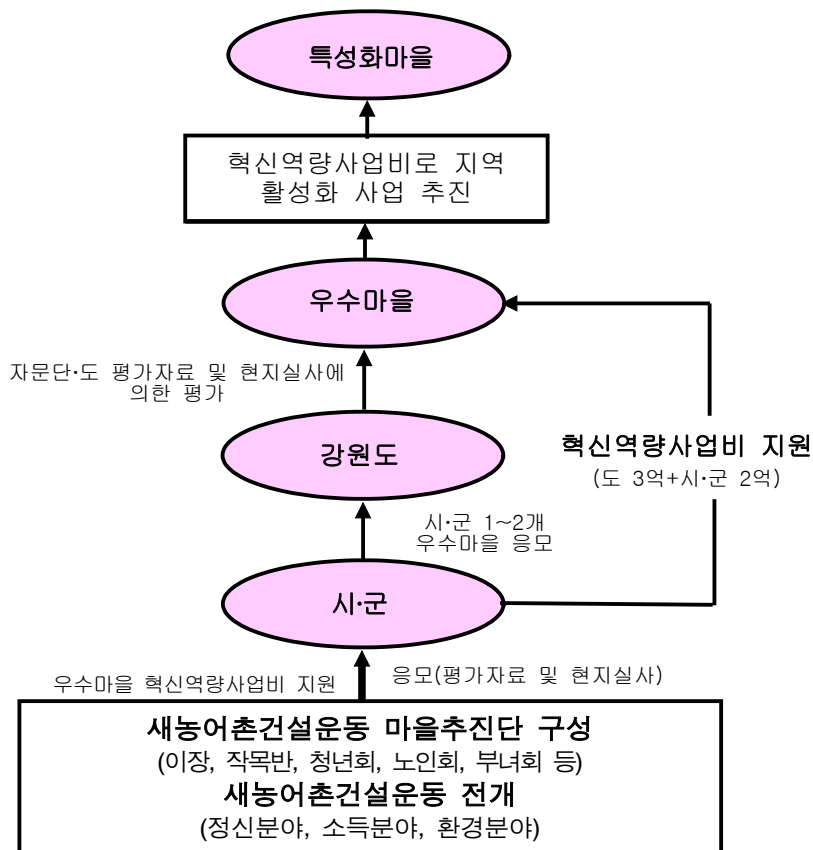 특성화마을
혁신역량사업비로 지역
활성화 사업 추진
우수마을
자문단·도 평가자료 및 현지실사에
의한 평가
강원도
혁신역량사업비 지원
(도 3억+시·군 2억)
시·군 1~2개
우수마을 응모
시·군
우수마을 혁신역량사업비 지원
응모(평가자료 및 현지실사)
새농어촌건설운동 마을추진단 구성
(이장, 작목반, 청년회, 노인회, 부녀회 등)
새농어촌건설운동 전개
(정신분야, 소득분야, 환경분야)